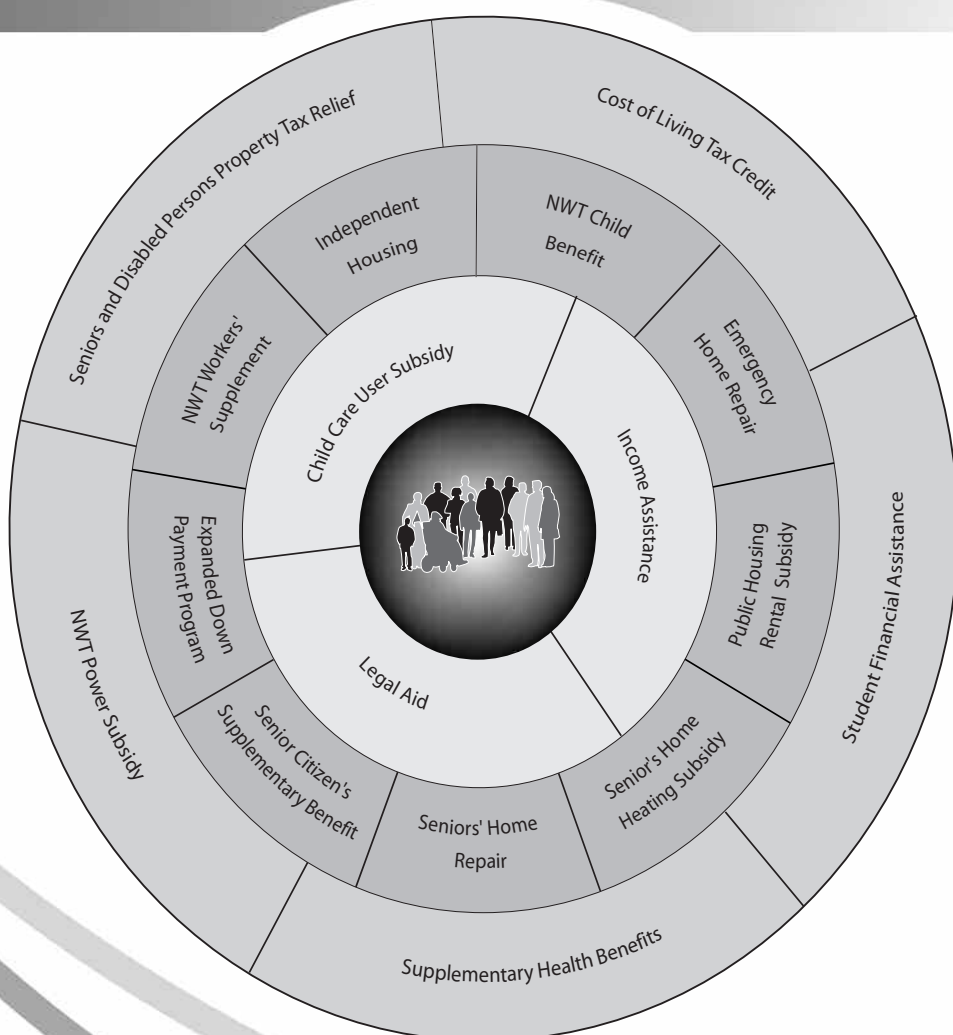 Seniors and Disabled Persons Property Tax Relief
Cost of Living Tax Credit
Student Financial Assistance
Supplementary Health Benefits
NWT Power Subsidy
Independent
Housing
NWT Child
Benefit
Emergency
Home Repair
Public Housing
Rental Subsidy
Senior's Home
Heating Subsidy
Seniors' Home
Repair
Senior Citizen's
Supplementary Benefit
Expanded Down
Payment Program
NWT Workers'
Supplement
Child Care User Subsidy
Income Assistance
Legal Aid